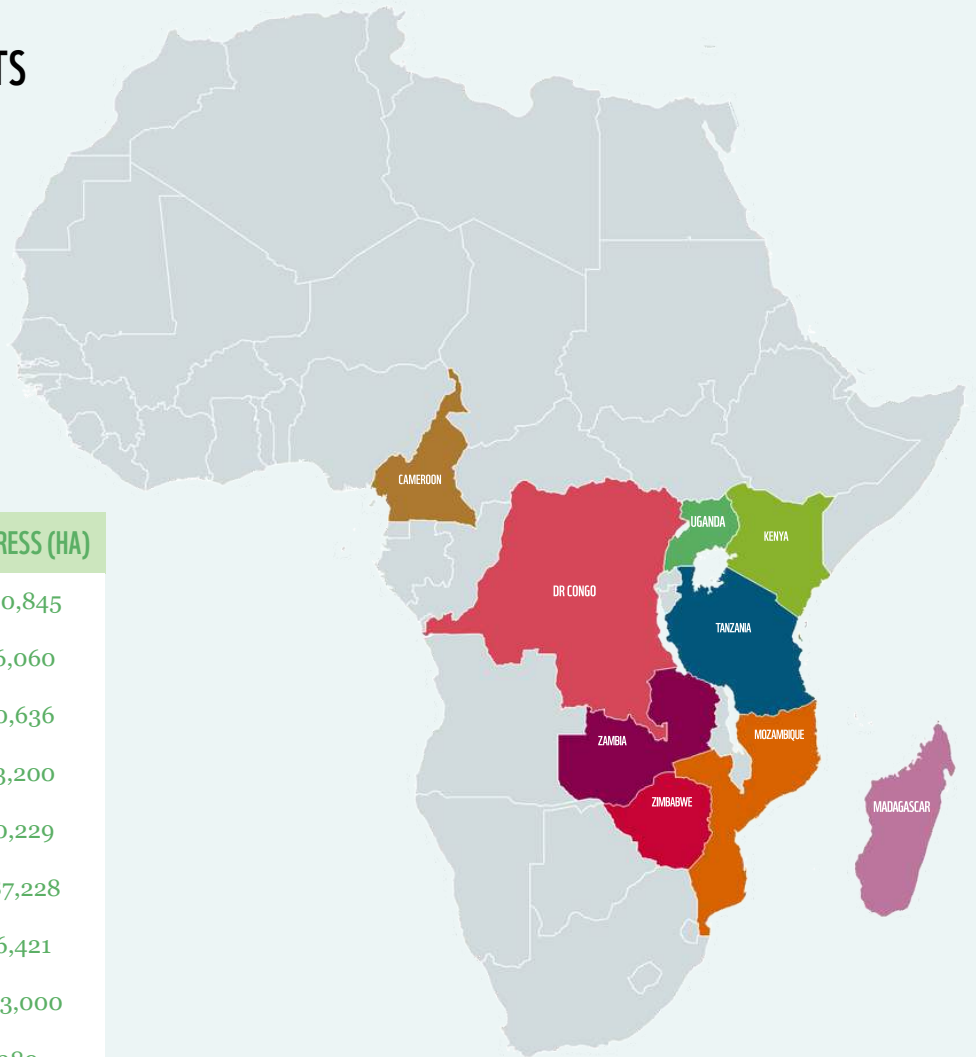 TS
CAMEROON
UGANDA
KENYA
RESS (HA)
DR CONGO
0,845
TANZANIA
6,060
0,636
ZAMBIA
MOZAMBIQUE
3,200
ZIMBABWE
MADAGASCAR
0,229
57,228
6,421
3,000